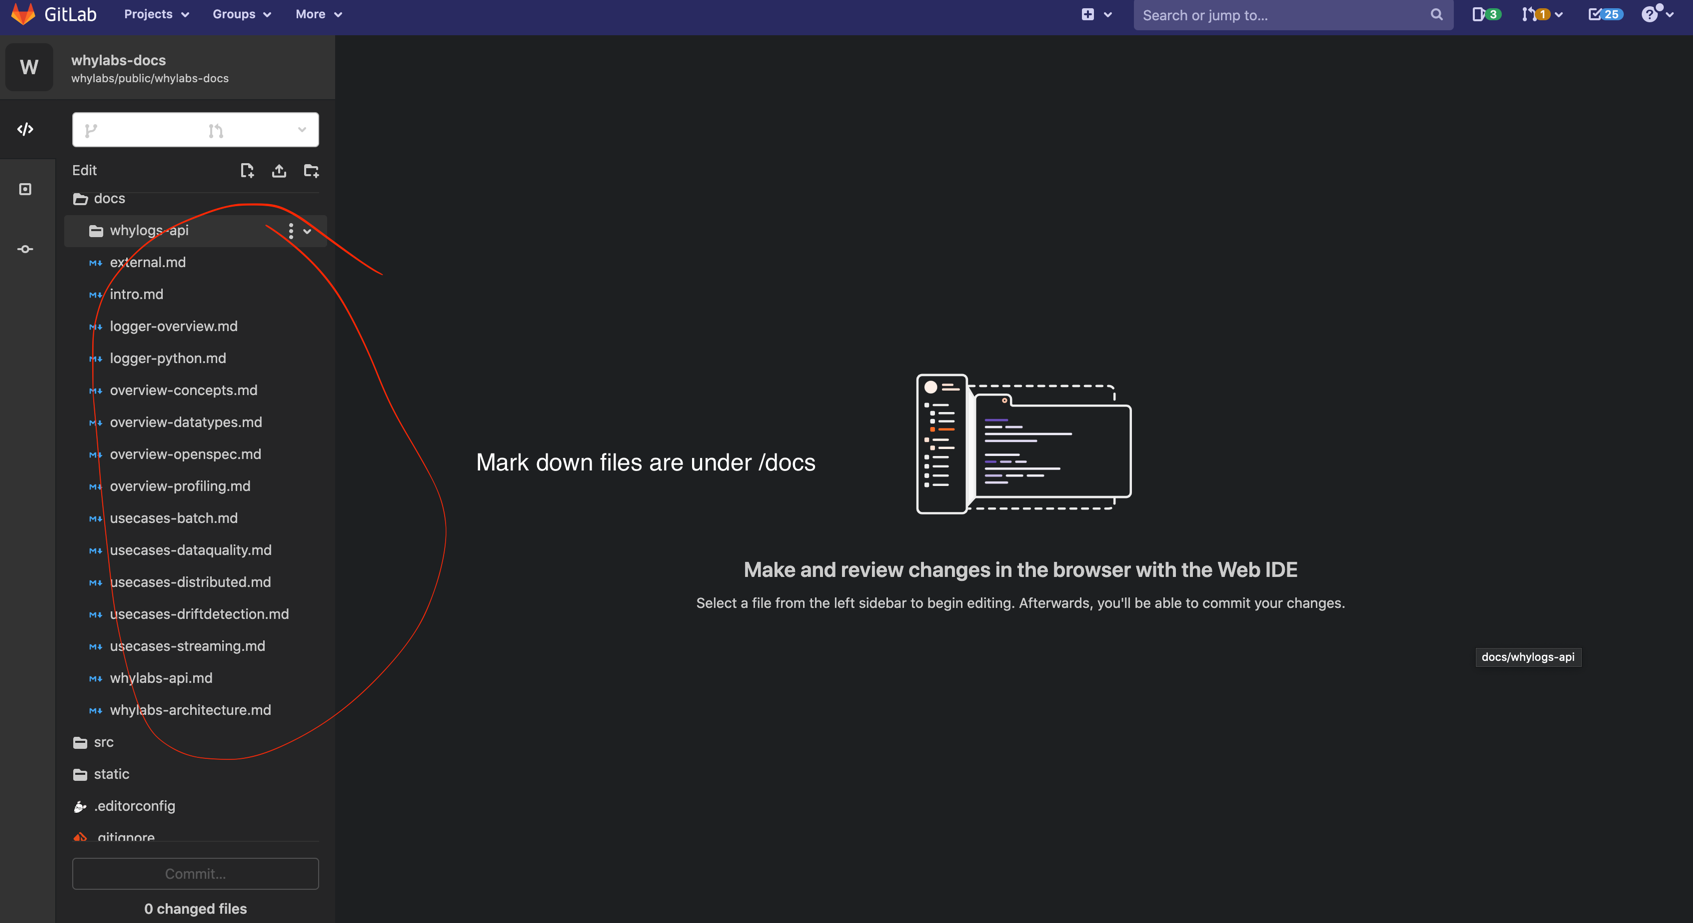 GitLab Projects Groups More Search or jump to... 3 1 25
W whylabs-docs
whylabs/public/whylabs-docs
Edit
docs
whylogs-api
external.md
intro.md
logger-overview.md
logger-python.md
overview-concepts.md
overview-datatypes.md
overview-openspec.md
overview-profiling.md
usecases-batch.md
usecases-dataquality.md
usecases-distributed.md
usecases-driftdetection.md
usecases-streaming.md
whylabs-api.md
whylabs-architecture.md
src
static
.editorconfig
.gitignore
Commit...
0 changed files
Mark down files are under /docs
Make and review changes in the browser with the Web IDE
Select a file from the left sidebar to begin editing. Afterwards, you'll be able to commit your changes.
docs/whylogs-api